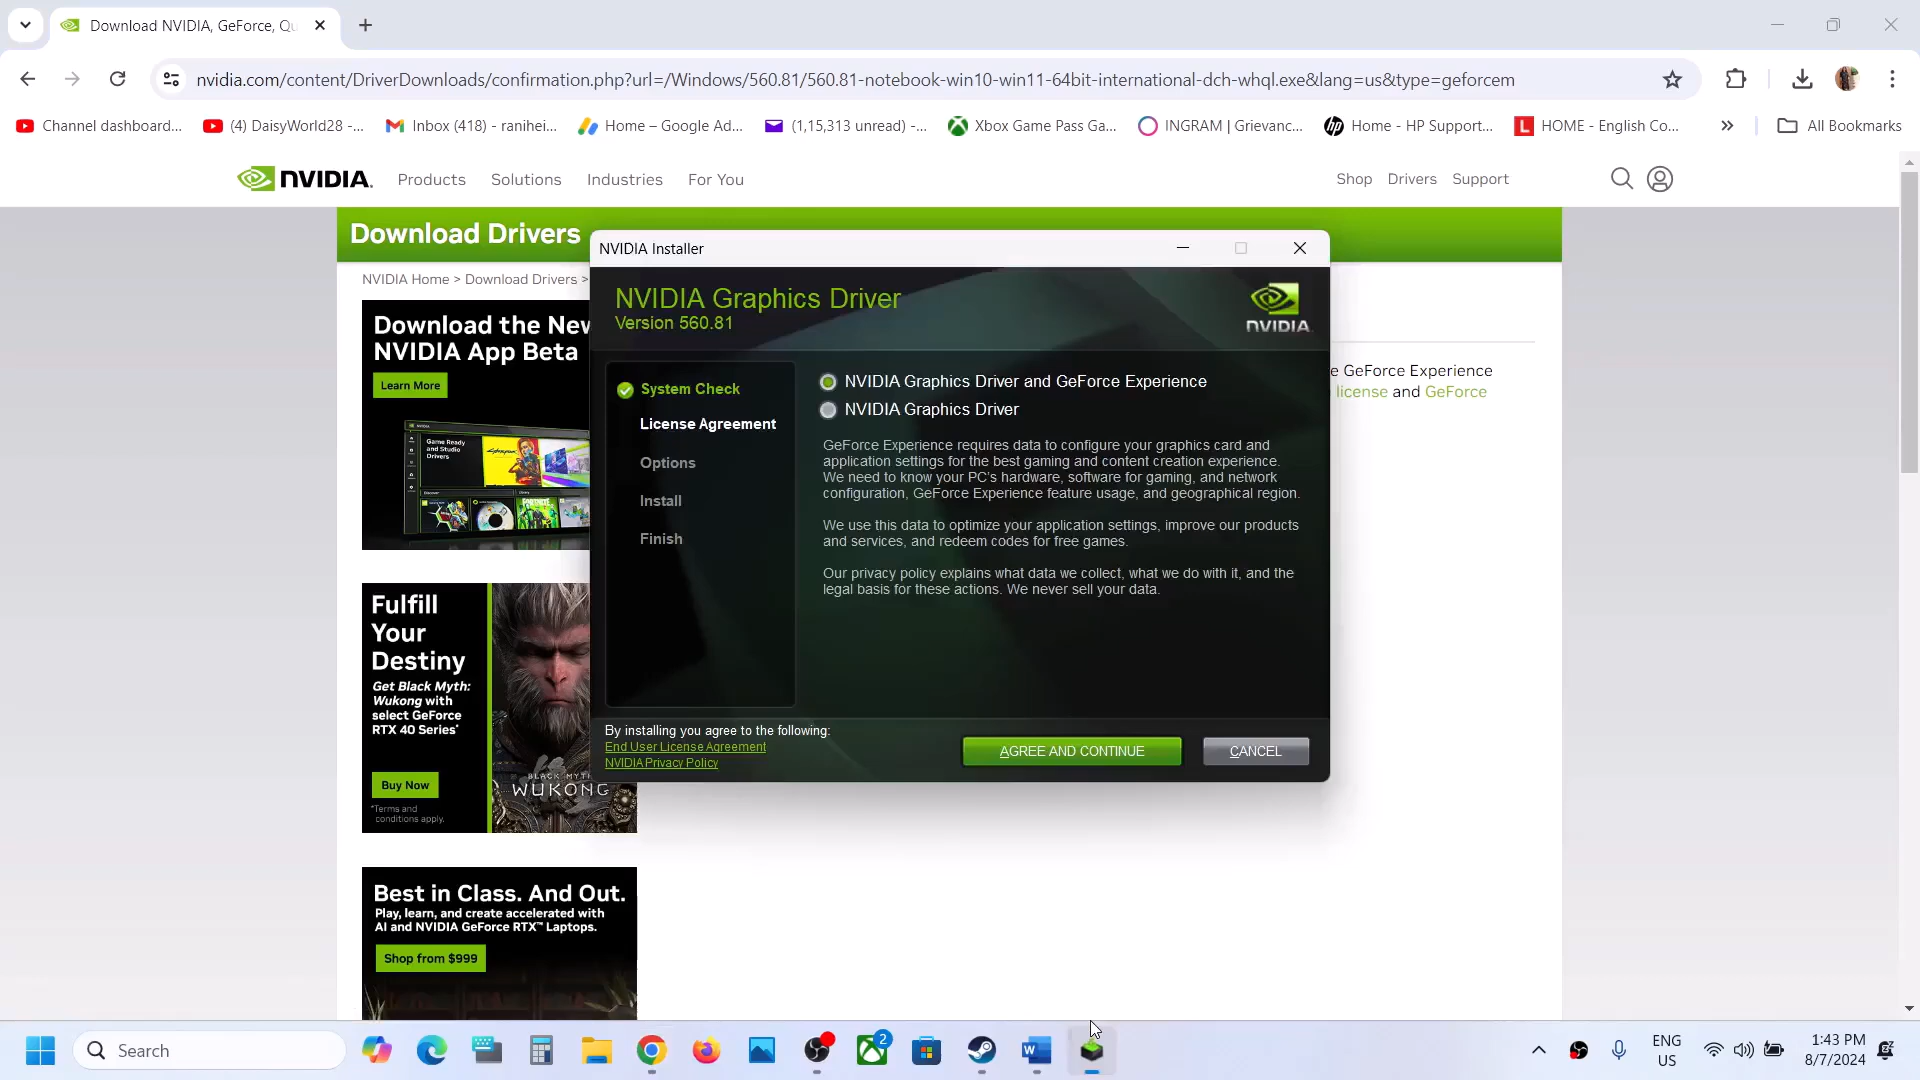 Download NVIDIA, GeForce, Qu
nvidia.com/content/DriverDownloads/confirmation.php?url=/Windows/560.81/560.81-notebook-win10-win11-64bit-international-dch-whql.exe&lang=us&type=geforcem
Channel dashboard...
(4) DaisyWorld28 -...
Inbox (418) - ranihei...
Home – Google Ad...
(1,15,313 unread) -...
Xbox Game Pass Ga...
INGRAM | Grievanc...
Home - HP Support...
HOME - English Co...
All Bookmarks
NVIDIA.
Products
Solutions
Industries
For You
Shop
Drivers
Support
Download Drivers
NVIDIA Home > Download Drivers >
Download the New
NVIDIA App Beta
Learn More
Game Ready
and Studio
Drivers
Fulfill
Your
Destiny
Get Black Myth:
Wukong with
select GeForce
RTX 40 Series*
Buy Now
*Terms and
conditions apply.
BLACK MYTH
WUKONG
Best in Class. And Out.
Play, learn, and create accelerated with
AI and NVIDIA GeForce RTX™ Laptops.
Shop from $999
e GeForce Experience
license and GeForce
NVIDIA Installer
NVIDIA Graphics Driver
Version 560.81
NVIDIA.
System Check
License Agreement
Options
Install
Finish
NVIDIA Graphics Driver and GeForce Experience
NVIDIA Graphics Driver
GeForce Experience requires data to configure your graphics card and
application settings for the best gaming and content creation experience.
We need to know your PC's hardware, software for gaming, and network
configuration, GeForce Experience feature usage, and geographical region.
We use this data to optimize your application settings, improve our products
and services, and redeem codes for free games.
Our privacy policy explains what data we collect, what we do with it, and the
legal basis for these actions. We never sell your data.
By installing you agree to the following:
End User License Agreement
NVIDIA Privacy Policy
AGREE AND CONTINUE
CANCEL
Search
2
ENG
US
1:43 PM
8/7/2024